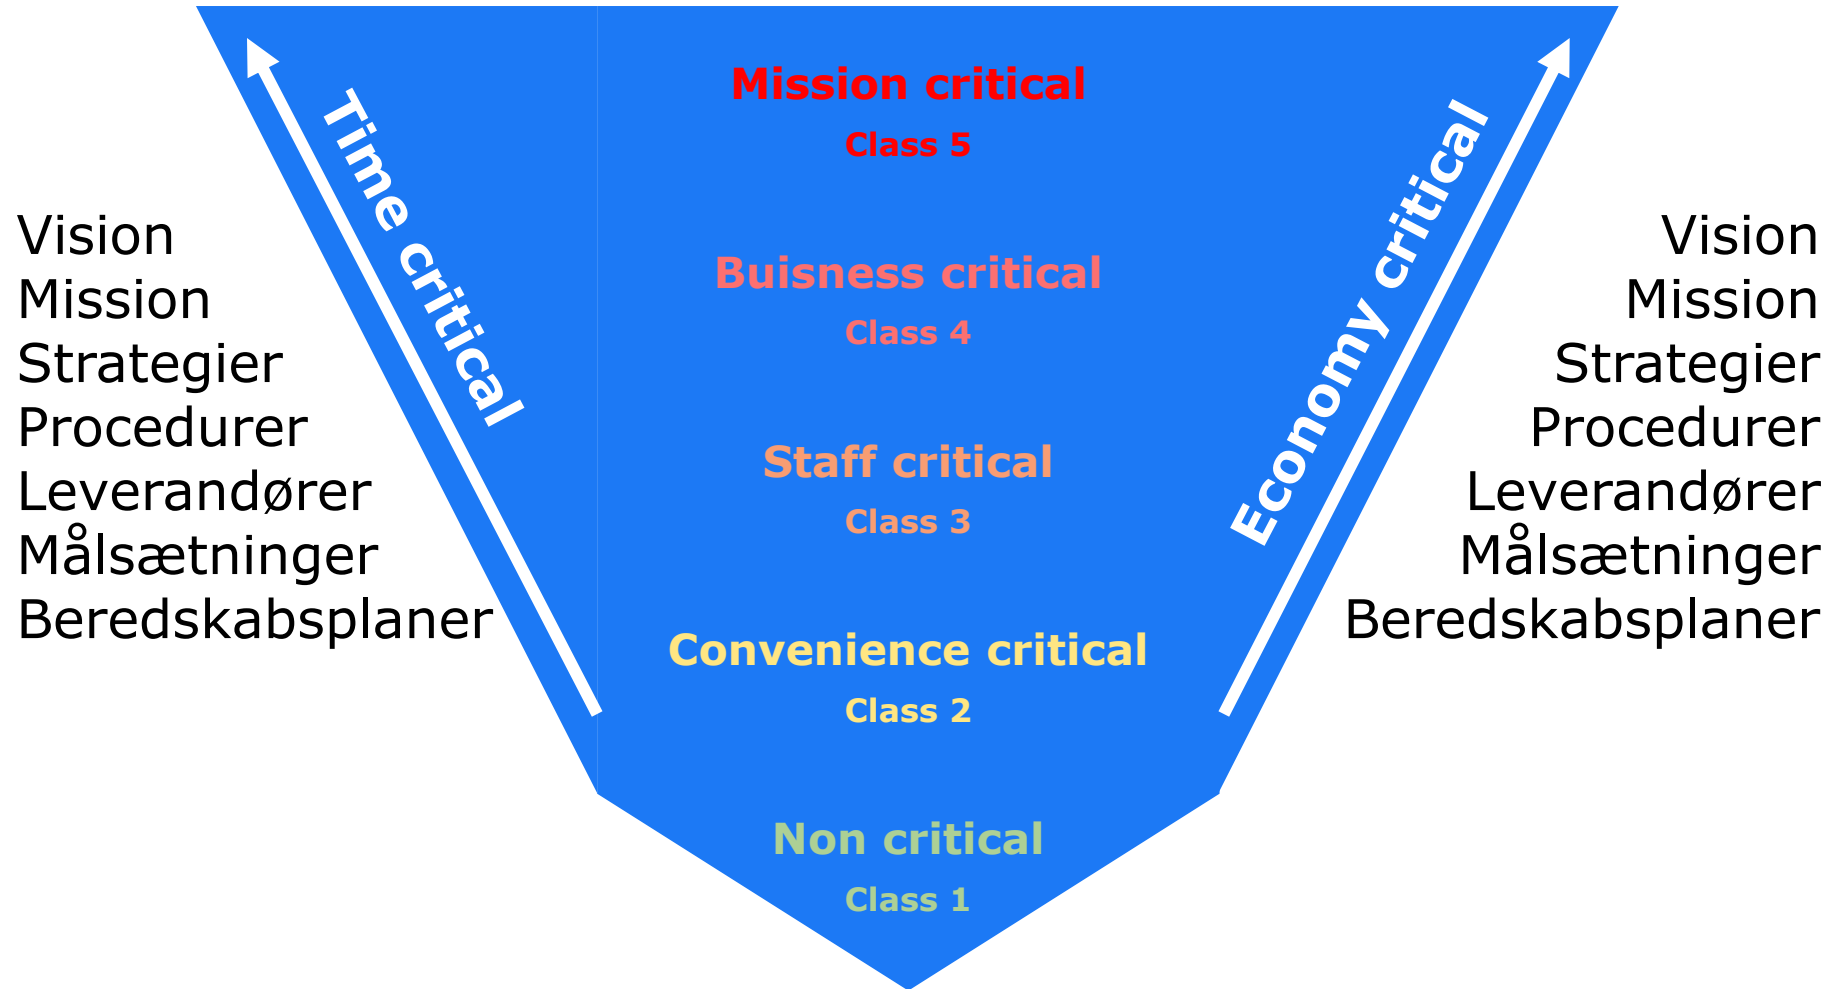 Mission critical
Class 5
Time critical
Economy critical
Buisness critical
Class 4
Staff critical
Class 3
Convenience critical
Class 2
Non critical
Class 1
Vision
Mission
Strategier
Procedurer
Leverandører
Målsætninger
Beredskabsplaner
Vision
Mission
Strategier
Procedurer
Leverandører
Målsætninger
Beredskabsplaner